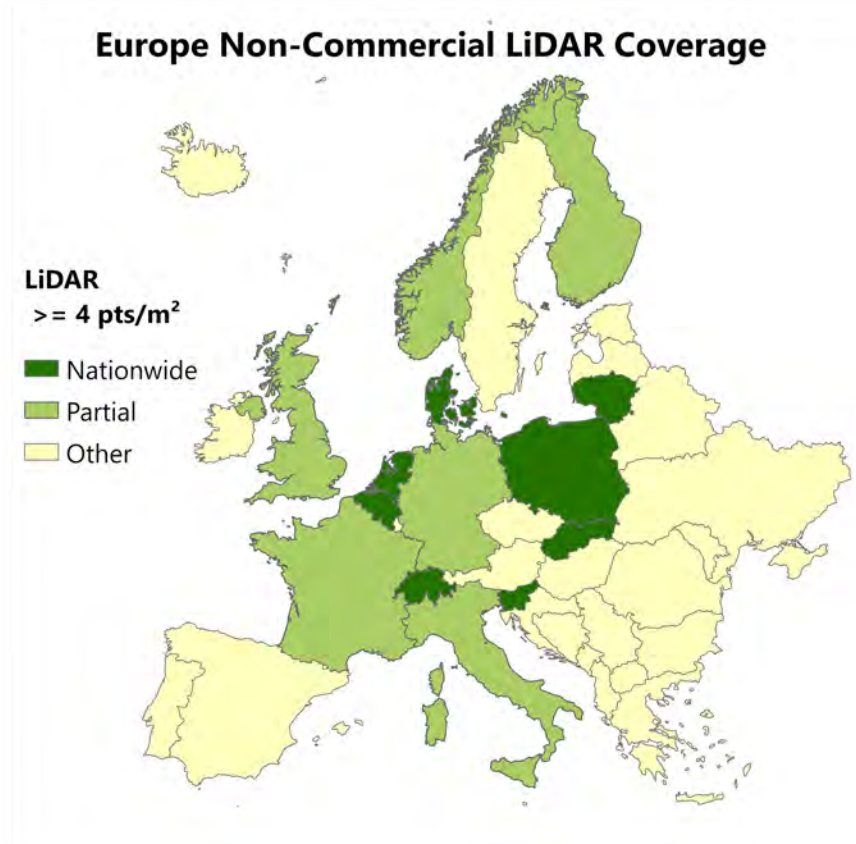 Europe Non-Commercial LiDAR Coverage
LiDAR
>= 4 pts/m²
Nationwide
Partial
Other